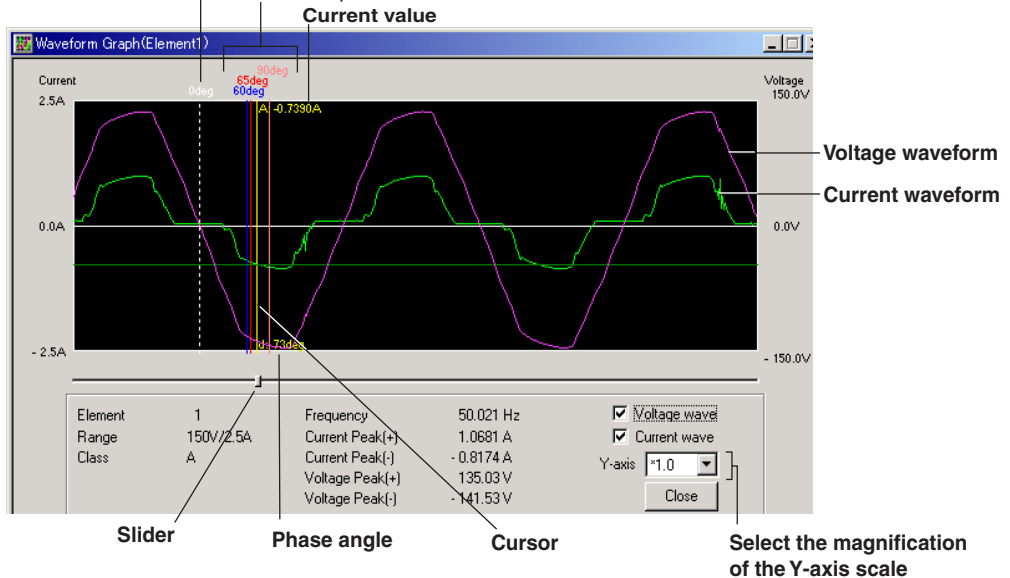 Current value
Waveform Graph(Element1)
Current
Voltage
90deg
65deg
0deg
60deg
2.5A
150.0V
A: -0.7390A
Voltage waveform
Current waveform
0.0A
0.0V
d: 73deg
- 2.5A
- 150.0V
Element 1
Range 150V/2.5A
Class A
Frequency 50.021 Hz
Current Peak(+) 1.0681 A
Current Peak(-) - 0.8174 A
Voltage Peak(+) 135.03 V
Voltage Peak(-) - 141.53 V
Voltage wave
Current wave
Y-axis *1.0
Close
Slider
Phase angle
Cursor
Select the magnification
of the Y-axis scale